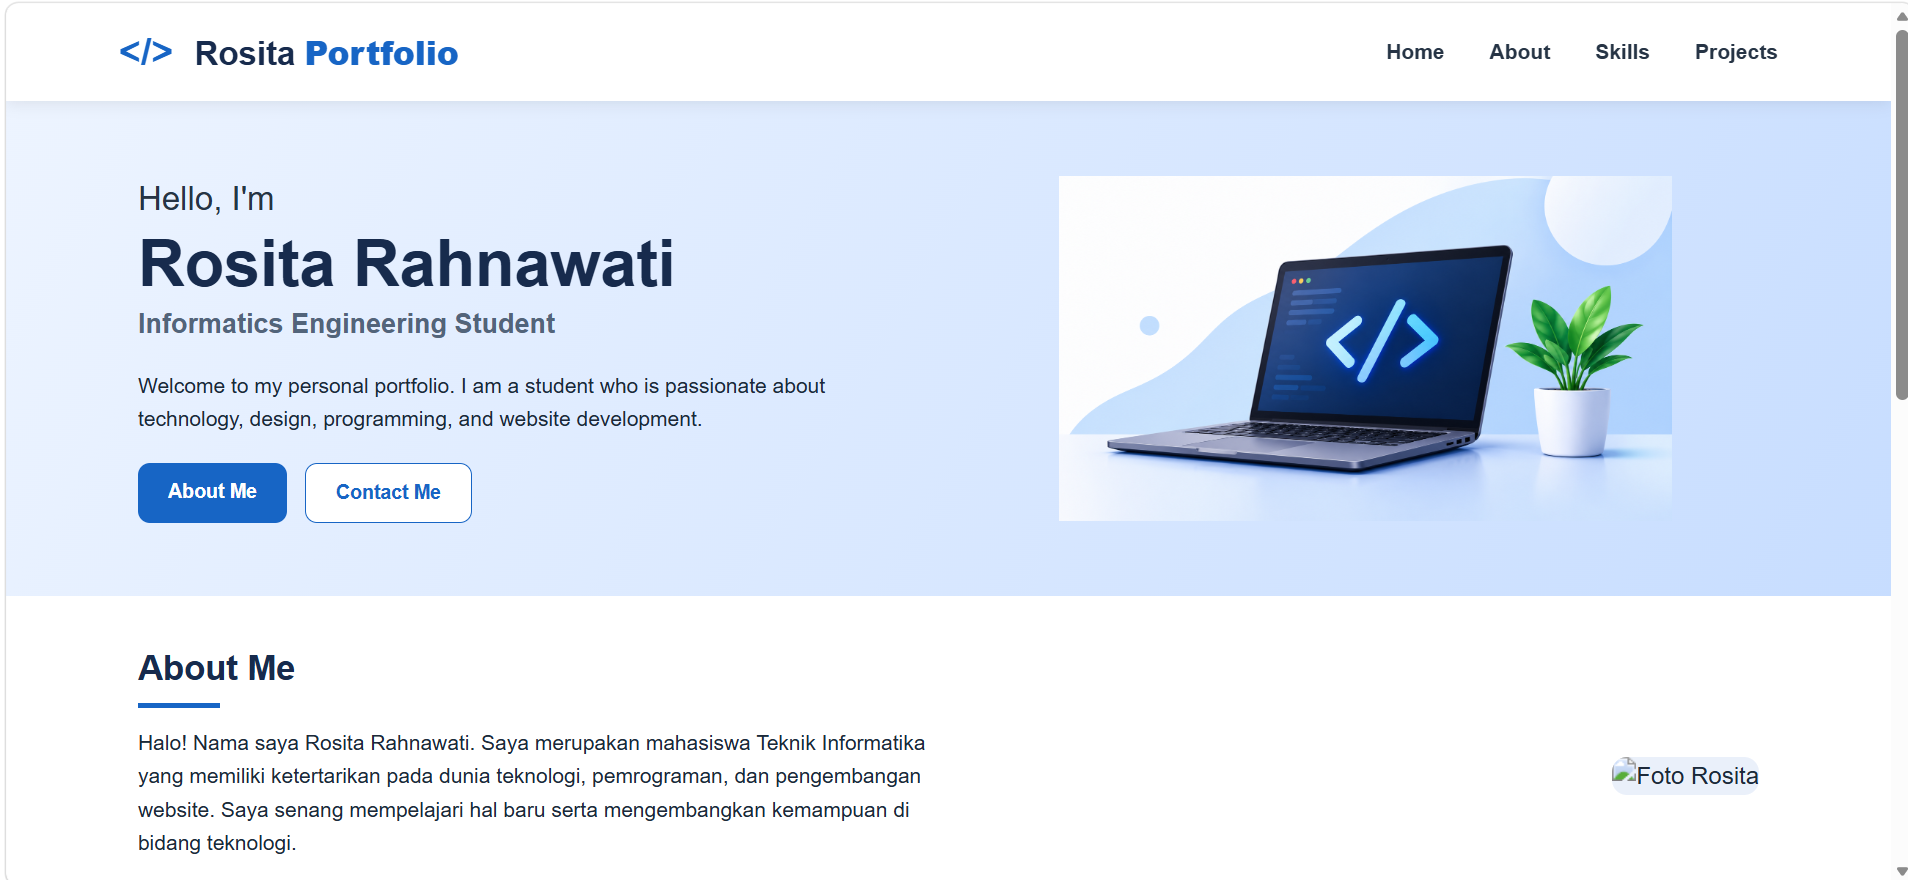 </> Rosita Portfolio
Home About Skills Projects
Hello, I'm
Rosita Rahnawati
Informatics Engineering Student
Welcome to my personal portfolio. I am a student who is passionate about
technology, design, programming, and website development.
About Me Contact Me
</>
About Me
Halo! Nama saya Rosita Rahnawati. Saya merupakan mahasiswa Teknik Informatika
yang memiliki ketertarikan pada dunia teknologi, pemrograman, dan pengembangan
website. Saya senang mempelajari hal baru serta mengembangkan kemampuan di
bidang teknologi.
Foto Rosita